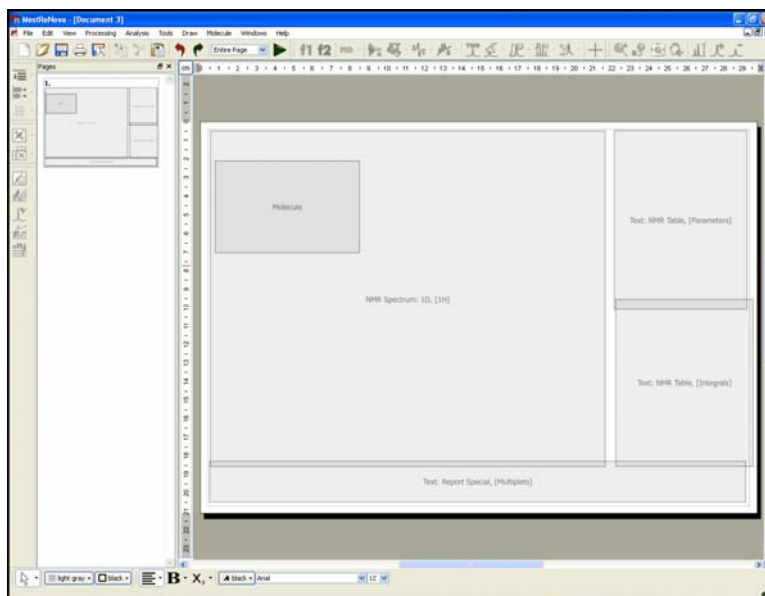 MestReNova - [Document 3]
File Edit View Processing Analysis Tools Draw Molecule Windows Help
Entire Page f1 f2
Pages
cm
1.
Molecule
NMR Spectrum: 1D, [1H]
Text: NMR Table, [Parameters]
Text: NMR Table, [Integrals]
Text: Report Special, [Multiplets]
light gray black B X, black Arial 12